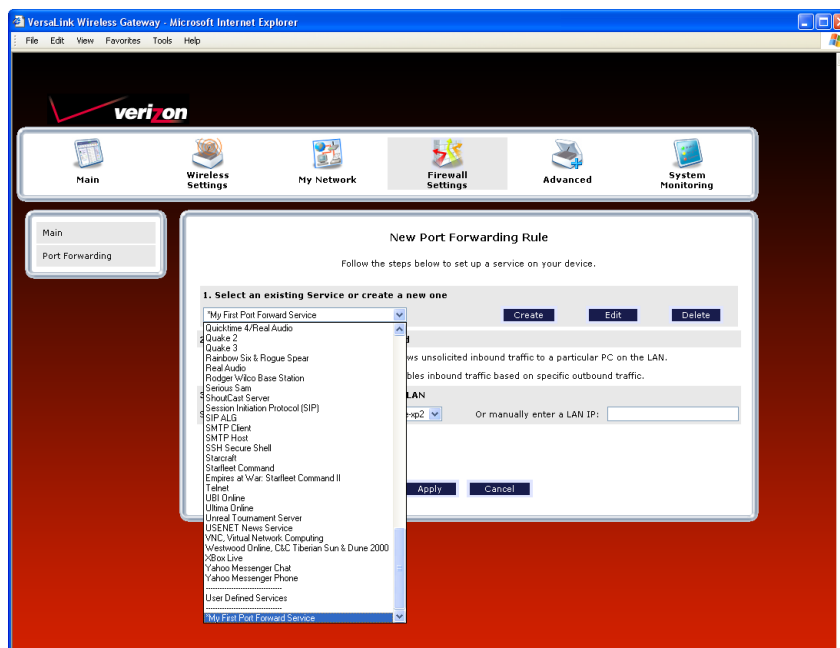 VersaLink Wireless Gateway - Microsoft Internet Explorer
File Edit View Favorites Tools Help
verizon
Main
Wireless Settings
My Network
Firewall Settings
Advanced
System Monitoring
Main
Port Forwarding
New Port Forwarding Rule
Follow the steps below to set up a service on your device.
1. Select an existing Service or create a new one
"My First Port Forward Service
Create Edit Delete
Quicktime 4/Real Audio
Quake 2
Quake 3
Rainbow Six & Rogue Spear
Real Audio
Rodger Wilco Base Station
Serious Sam
ShoutCast Server
Session Initiation Protocol (SIP)
SIP ALG
SMTP Client
SMTP Host
SSH Secure Shell
Starcraft
Starfleet Command
Empires at War: Starfleet Command II
Telnet
UBI Online
Ultima Online
Unreal Tournament Server
USENET News Service
VNC, Virtual Network Computing
Westwood Online, C&C Tiberian Sun & Dune 2000
XBox Live
Yahoo Messenger Chat
Yahoo Messenger Phone
--------------------------------
User Defined Services
--------------------------------
"My First Port Forward Service
unsolicited inbound traffic to a particular PC on the LAN.
inbound traffic based on specific outbound traffic.
LAN
Or manually enter a LAN IP:
Apply Cancel